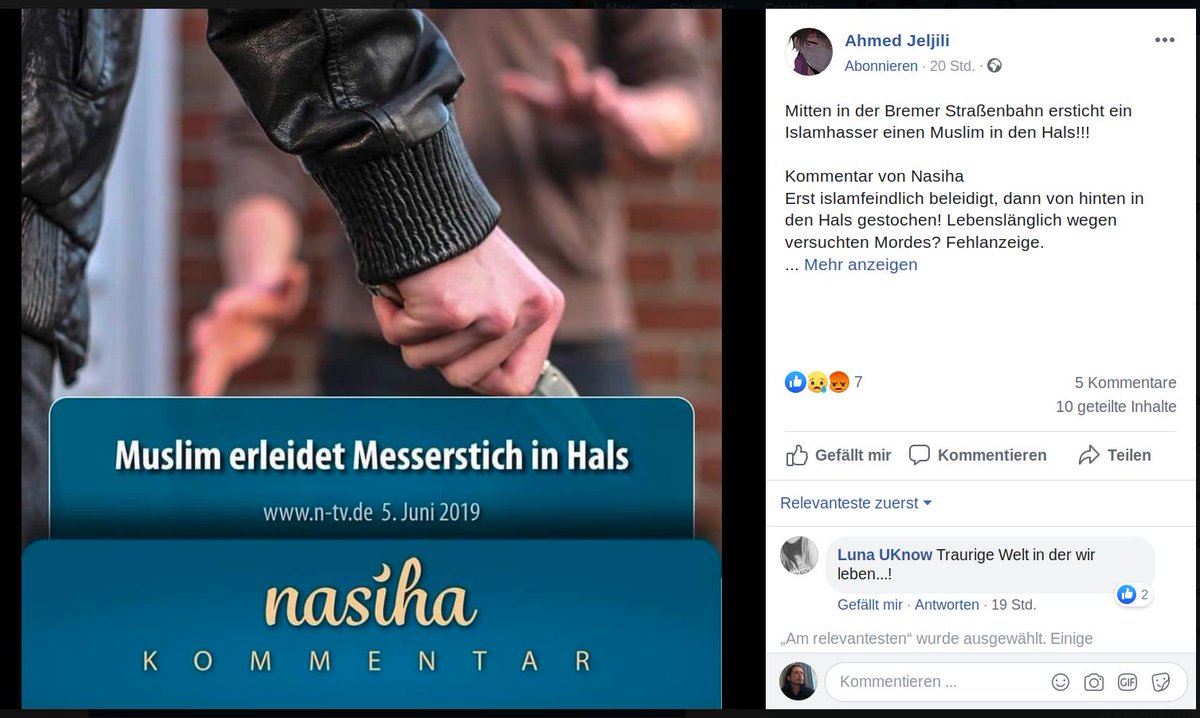 Muslim erleidet Messerstich in Hals
www.n-tv.de 5. Juni 2019
nasiha
KOMMENTAR
Ahmed Jeljili
Abonnieren · 20 Std. ·
Mitten in der Bremer Straßenbahn ersticht ein
Islamhasser einen Muslim in den Hals!!!
Kommentar von Nasiha
Erst islamfeindlich beleidigt, dann von hinten in
den Hals gestochen! Lebenslänglich wegen
versuchten Mordes? Fehlanzeige.
... Mehr anzeigen
7
5 Kommentare
10 geteilte Inhalte
Gefällt mir
Kommentieren
Teilen
Relevanteste zuerst
Luna UKnow Traurige Welt in der wir
leben...!
2
Gefällt mir · Antworten · 19 Std.
„Am relevantesten“ wurde ausgewählt. Einige
Kommentieren ...
GIF